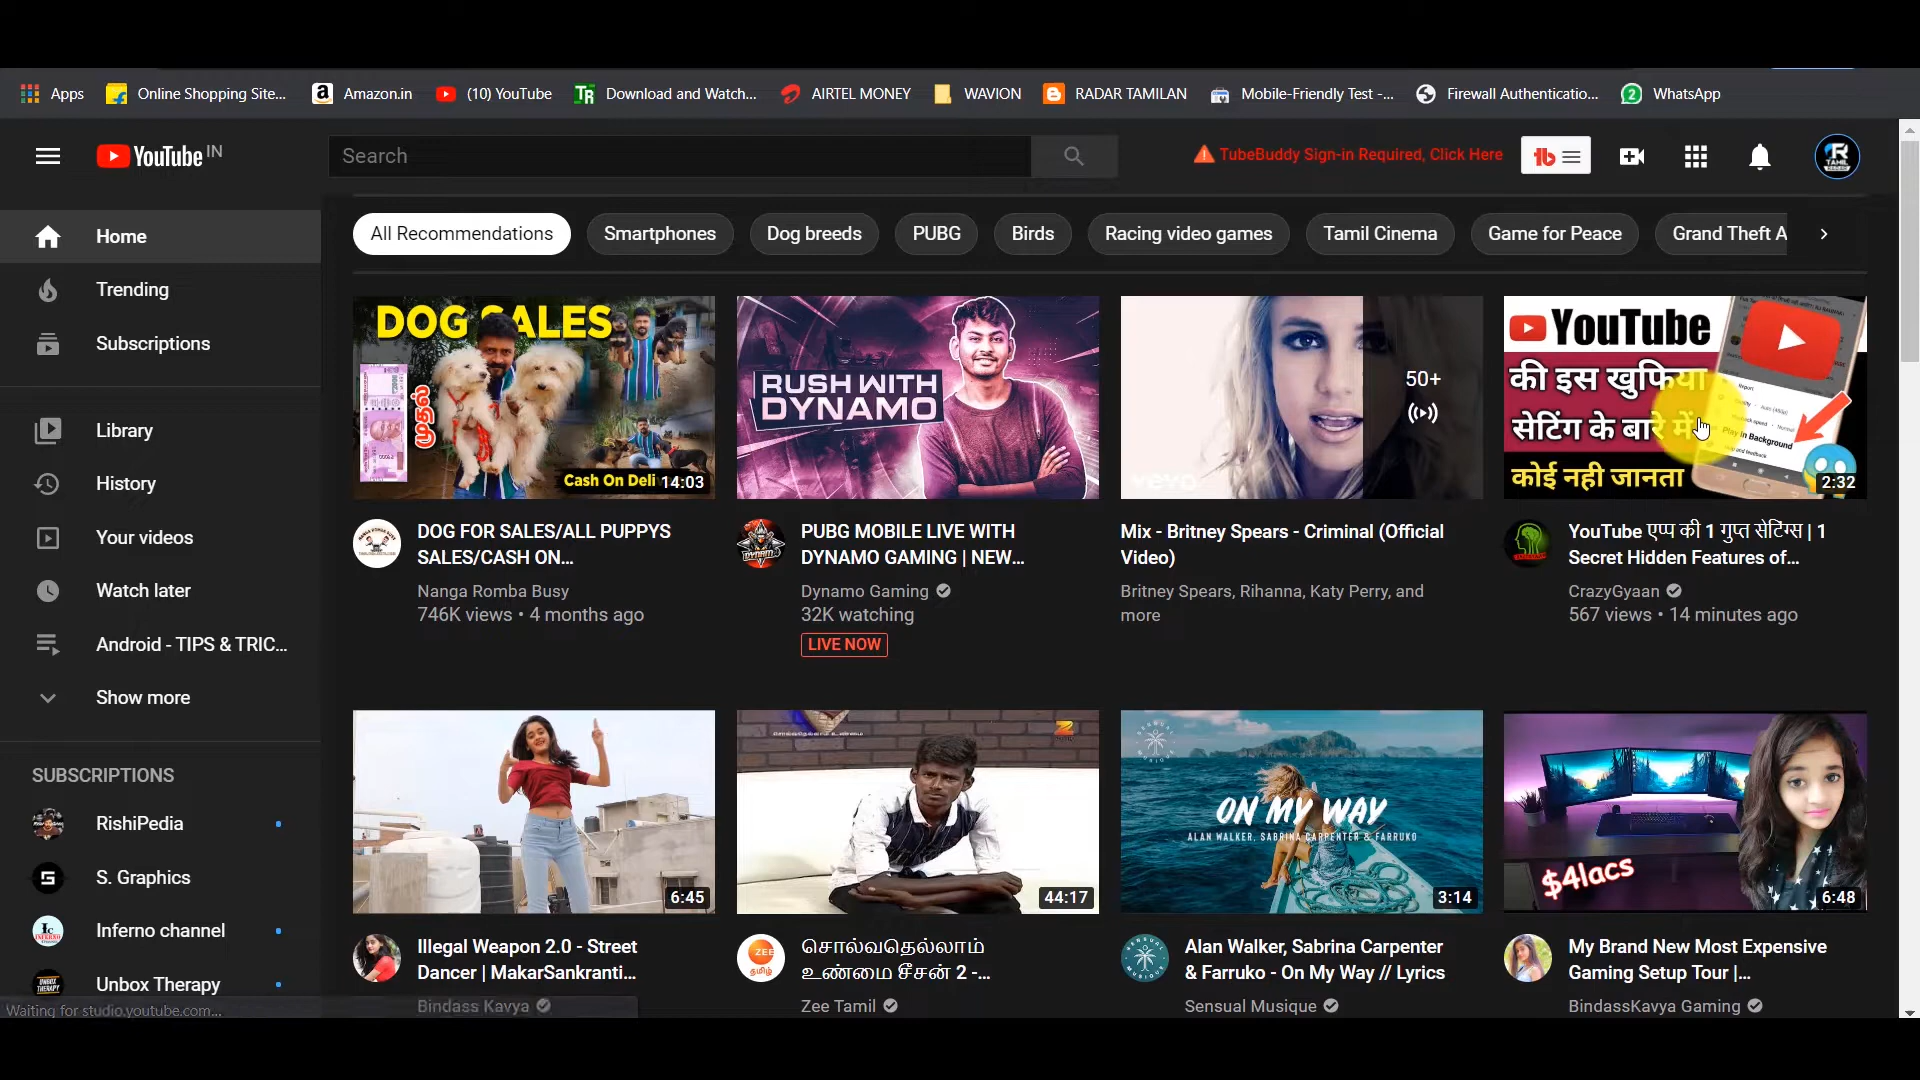 Apps
Online Shopping Site...
Amazon.in
(10) YouTube
Download and Watch...
AIRTEL MONEY
WAVION
RADAR TAMILAN
Mobile-Friendly Test -...
Firewall Authenticatio...
WhatsApp
YouTube IN
Search
TubeBuddy Sign-in Required, Click Here
Home
Trending
Subscriptions
Library
History
Your videos
Watch later
Android - TIPS & TRIC...
Show more
SUBSCRIPTIONS
RishiPedia
S. Graphics
Inferno channel
Unbox Therapy
Waiting for studio.youtube.com...
All Recommendations
Smartphones
Dog breeds
PUBG
Birds
Racing video games
Tamil Cinema
Game for Peace
Grand Theft A
DOG SALES
முதல்
Cash On Deli
14:03
RUSH WITH
DYNAMO
vevo
50+
YouTube
की इस खुफिया
सेटिंग के बारे में
कोई नही जानता
Play in Background
2:32
DOG FOR SALES/ALL PUPPYS
SALES/CASH ON...
Nanga Romba Busy
746K views • 4 months ago
PUBG MOBILE LIVE WITH
DYNAMO GAMING | NEW...
Dynamo Gaming
32K watching
LIVE NOW
Mix - Britney Spears - Criminal (Official
Video)
Britney Spears, Rihanna, Katy Perry, and
more
YouTube एप्प की 1 गुप्त सेटिंग्स | 1
Secret Hidden Features of...
CrazyGyaan
567 views • 14 minutes ago
6:45
44:17
ON MY WAY
ALAN WALKER, SABRINA CARPENTER & FARRUKO
3:14
$4lacs
6:48
Illegal Weapon 2.0 - Street
Dancer | MakarSankranti...
Bindass Kavya
சொல்வதெல்லாம்
உண்மை சீசன் 2 -...
Zee Tamil
Alan Walker, Sabrina Carpenter
& Farruko - On My Way // Lyrics
Sensual Musique
My Brand New Most Expensive
Gaming Setup Tour |...
BindassKavya Gaming